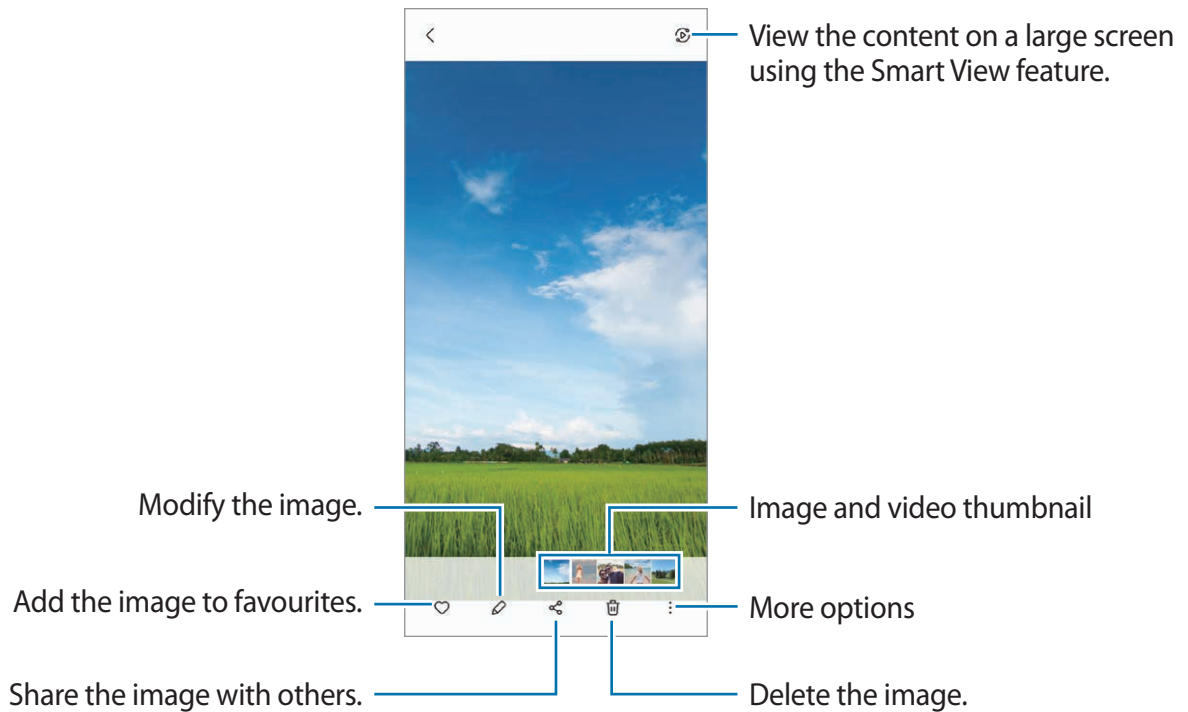 View the content on a large screen
using the Smart View feature.
Modify the image.
Image and video thumbnail
Add the image to favourites.
More options
Share the image with others.
Delete the image.